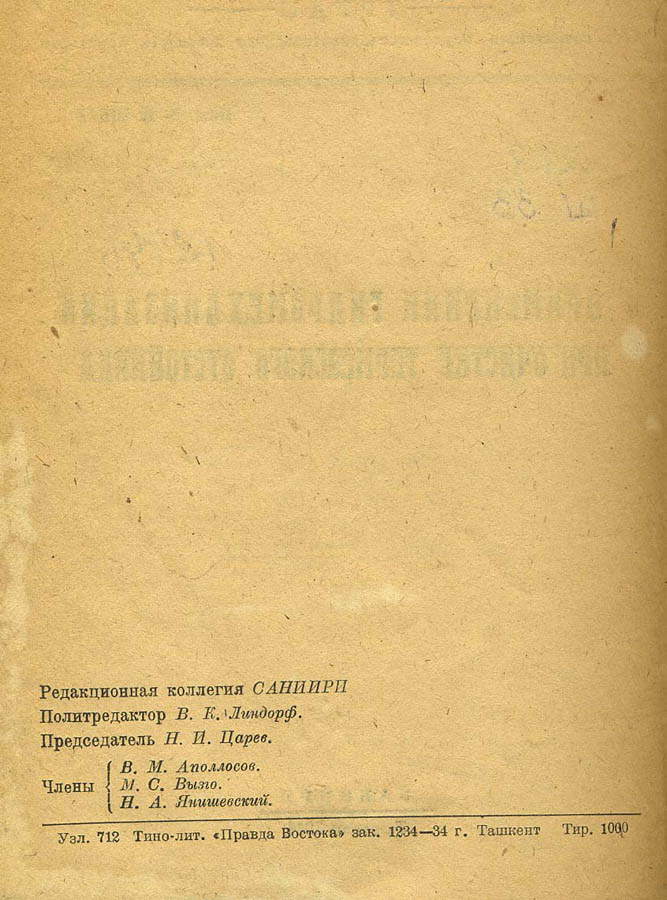 Редакционная коллегия САНИИРИ
Политредактор В. К. Линдорф.
Председатель Н. И. Царев.
Члены
В. М. Аполлосов.
М. С. Вызго.
Н. А. Янишевский.
Узл. 712 Тино-лит. «Правда Востока» зак. 1234—34 г. Ташкент Тир. 1000